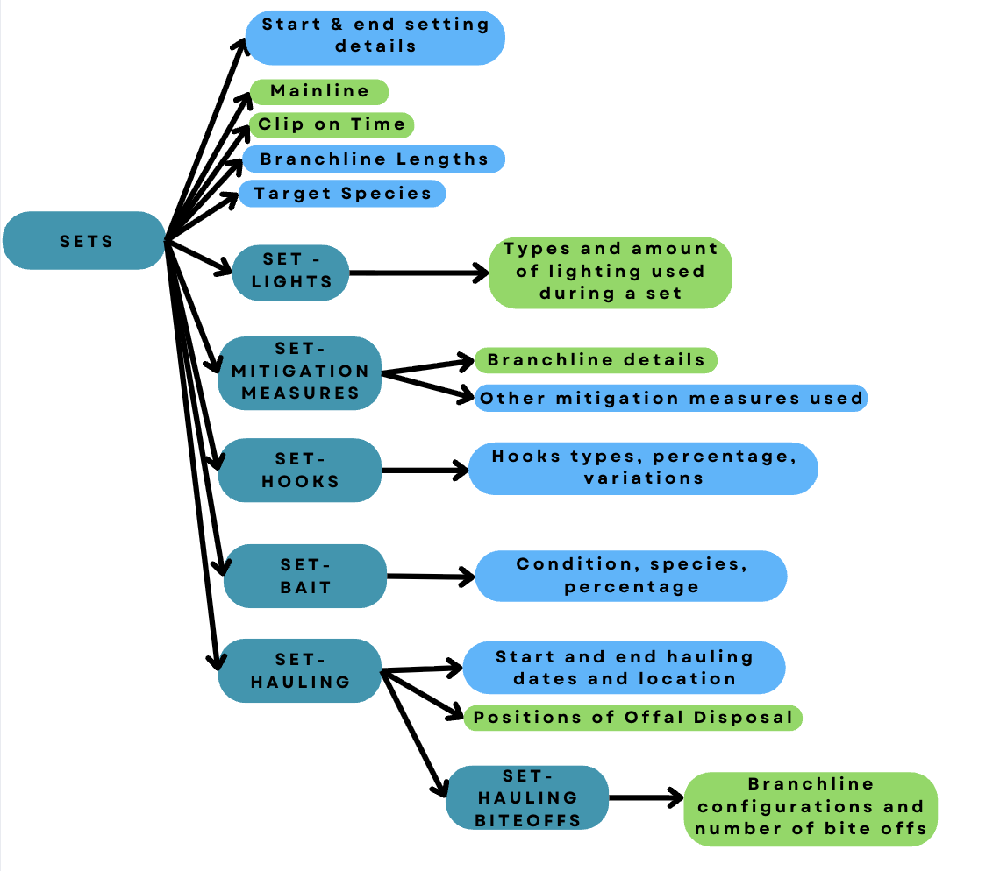 Start & end setting
details
Mainline
Clip on Time
Branchline Lengths
Target Species
SETS
SET -
LIGHTS
Types and amount
of lighting used
during a set
SET-
MITIGATION
MEASURES
Branchline details
Other mitigation measures used
SET-
HOOKS
Hooks types, percentage,
variations
SET-
BAIT
Condition, species,
percentage
SET-
HAULING
Start and end hauling
dates and location
Positions of Offal Disposal
SET-
HAULING
BITEOFFS
Branchline
configurations and
number of bite offs